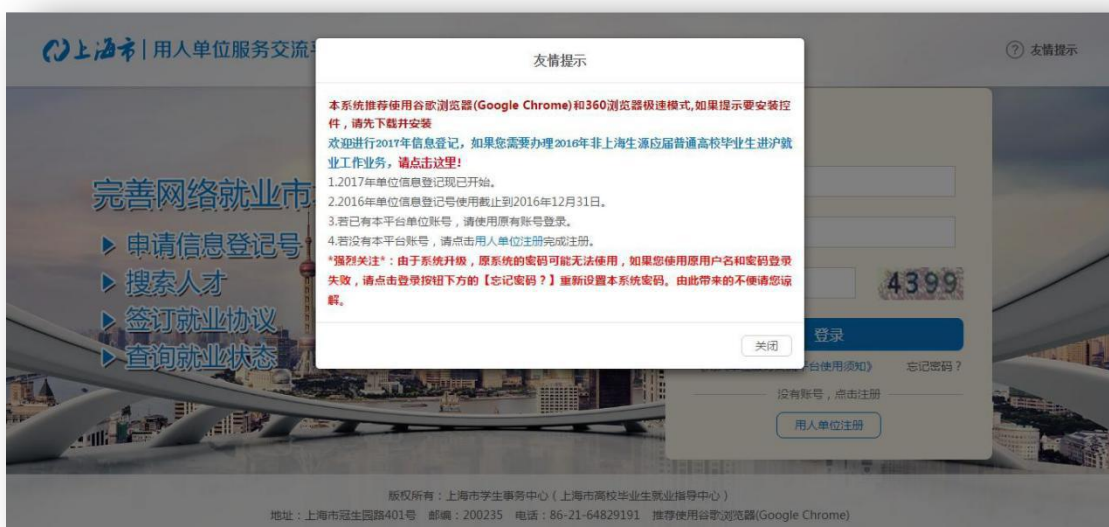 上海市|用人单位服务交流
友情提示
友情提示
本系统推荐使用谷歌浏览器(Google Chrome)和360浏览器极速模式,如果提示要安装控
件，请先下载并安装
欢迎进行2017年信息登记，如果您需要办理2016年非上海生源应届普通高校毕业生进沪就
业工作业务，请点击这里!
1.2017年单位信息登记现已开始。
2.2016年单位信息登记号使用截止到2016年12月31日。
3.若已有本平台单位账号，请使用原有账号登录。
4.若没有本平台账号，请点击用人单位注册完成注册。
*强烈关注*：由于系统升级，原系统的密码可能无法使用，如果您使用原用户名和密码登录
失败，请点击登录按钮下方的【忘记密码？】重新设置本系统密码。由此带来的不便请您谅
解。
关闭
完善网络就业市
▶ 申请信息登记号
▶ 搜索人才
▶ 签订就业协议
▶ 查询就业状态
4399
登录
台使用须知》
忘记密码？
没有账号，点击注册
用人单位注册
版权所有：上海市学生事务中心（上海市高校毕业生就业指导中心）
地址：上海市冠生园路401号 邮编：200235 电话：86-21-64829191 推荐使用谷歌浏览器(Google Chrome)